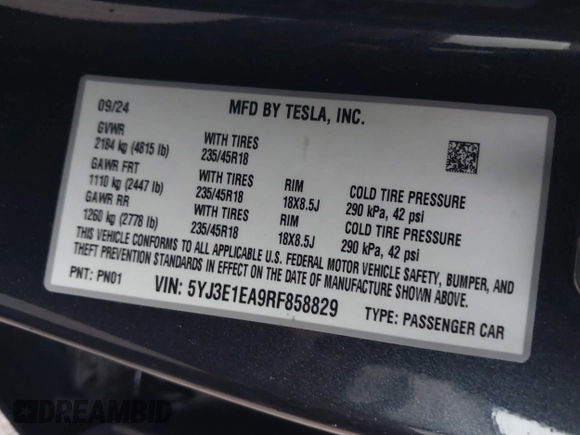 09/24 MFD BY TESLA, INC.
GVWR
2184 kg (4815 lb) WITH TIRES 235/45R18
GAWR FRT
1110 kg (2447 lb) WITH TIRES 235/45R18 RIM 18X8.5J COLD TIRE PRESSURE 290 kPa, 42 psi
GAWR RR
1260 kg (2778 lb) WITH TIRES 235/45R18 RIM 18X8.5J COLD TIRE PRESSURE 290 kPa, 42 psi
THIS VEHICLE CONFORMS TO ALL APPLICABLE U.S. FEDERAL MOTOR VEHICLE SAFETY, BUMPER, AND
THEFT PREVENTION STANDARDS IN EFFECT ON THE DATE OF MANUFACTURE SHOWN ABOVE.
PNT: PN01 VIN: 5YJ3E1EA9RF858829 TYPE: PASSENGER CAR
DREAMBID